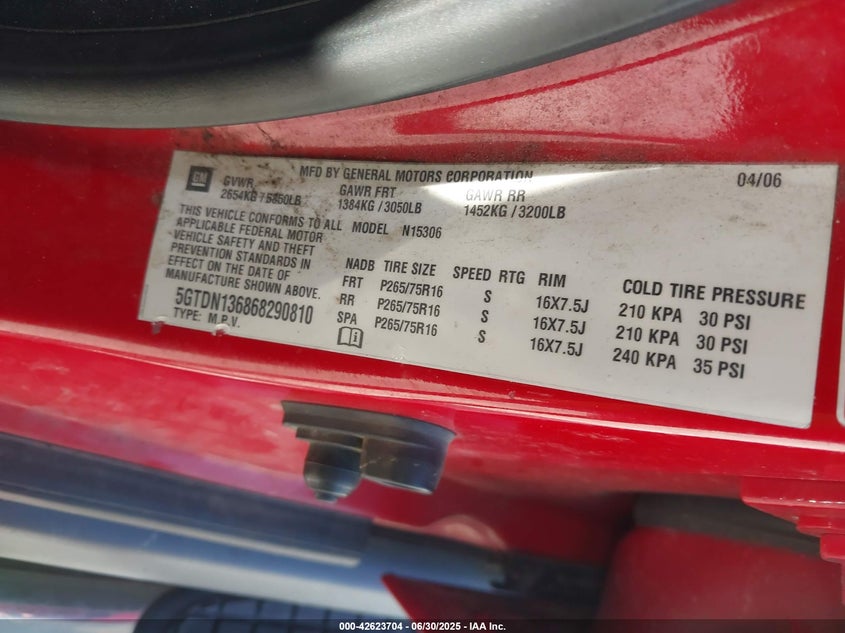 GM
MFD BY GENERAL MOTORS CORPORATION
04/06
GVWR GAWR FRT GAWR RR
2654KG / 5850LB 1384KG / 3050LB 1452KG / 3200LB
THIS VEHICLE CONFORMS TO ALL
APPLICABLE FEDERAL MOTOR
VEHICLE SAFETY AND THEFT
PREVENTION STANDARDS IN
EFFECT ON THE DATE OF
MANUFACTURE SHOWN ABOVE.
5GTDN136868290810
TYPE: M.P.V.
MODEL N15306
NADB TIRE SIZE SPEED RTG RIM COLD TIRE PRESSURE
FRT P265/75R16 S 16X7.5J 210 KPA 30 PSI
RR P265/75R16 S 16X7.5J 210 KPA 30 PSI
SPA P265/75R16 S 16X7.5J 240 KPA 35 PSI
000-42623704 - 06/30/2025 - IAA Inc.